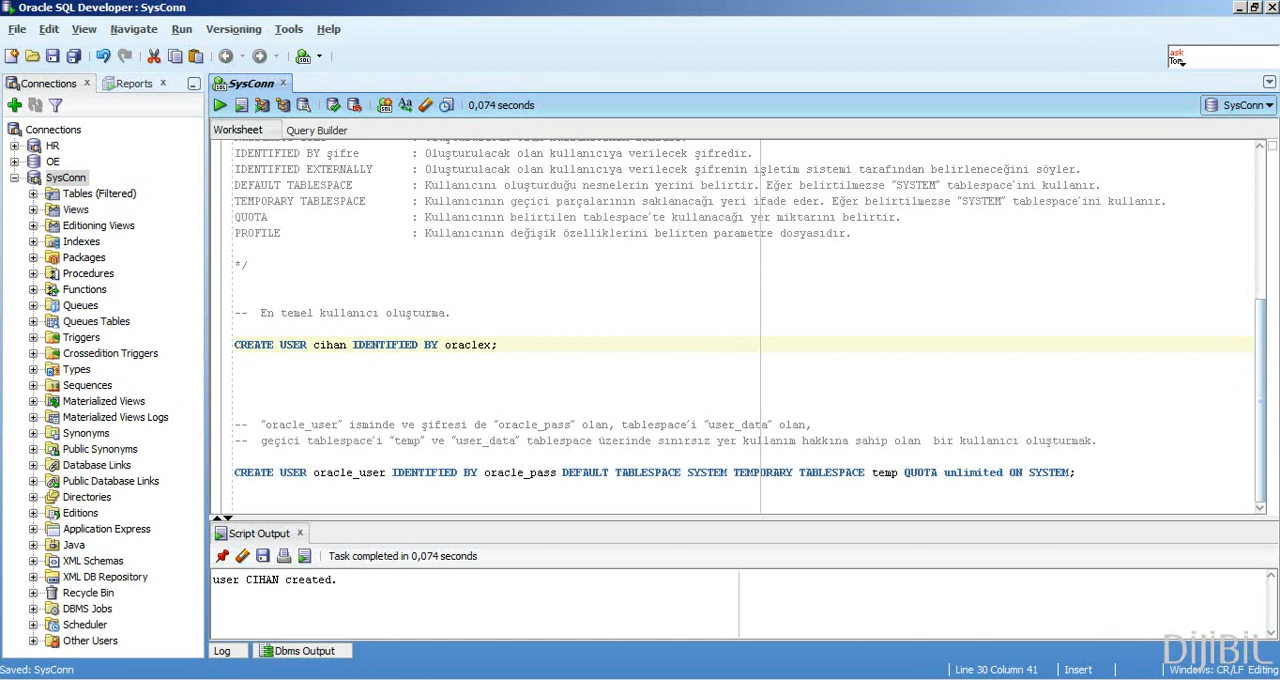 Oracle SQL Developer : SysConn
File Edit View Navigate Run Versioning Tools Help
ask
Tom
Connections
Reports
SysConn
0,074 seconds
SysConn
Worksheet
Query Builder
Connections
HR
OE
SysConn
Tables (Filtered)
Views
Editioning Views
Indexes
Packages
Procedures
Functions
Queues
Queues Tables
Triggers
Crossedition Triggers
Types
Sequences
Materialized Views
Materialized Views Logs
Synonyms
Public Synonyms
Database Links
Public Database Links
Directories
Editions
Application Express
Java
XML Schemas
XML DB Repository
Recycle Bin
DBMS Jobs
Scheduler
Other Users
IDENTIFIED BY şifre : Oluşturulacak olan kullanıcıya verilecek şifredir.
IDENTIFIED EXTERNALLY : Oluşturulacak olan kullanıcıya verilecek şifrenin işletim sistemi tarafından belirleneceğini söyler.
DEFAULT TABLESPACE : Kullanıcını oluşturduğu nesnelerin yerini belirtir. Eğer belirtilmezse “SYSTEM” tablespace’ini kullanır.
TEMPORARY TABLESPACE : Kullanıcının geçici parçalarının saklanacağı yeri ifade eder. Eğer belirtilmezse “SYSTEM” tablespace’ini kullanır.
QUOTA : Kullanıcının belirtilen tablespace’te kullanacağı yer miktarını belirtir.
PROFILE : Kullanıcının değişik özelliklerini belirten parametre dosyasıdır.
*/
-- En temel kullanıcı oluşturma.
CREATE USER cihan IDENTIFIED BY oraclex;
-- “oracle_user” isminde ve şifresi de “oracle_pass” olan, tablespace’i “user_data” olan,
-- geçici tablespace’i “temp” ve “user_data” tablespace üzerinde sınırsız yer kullanım hakkına sahip olan bir kullanıcı oluşturmak.
CREATE USER oracle_user IDENTIFIED BY oracle_pass DEFAULT TABLESPACE SYSTEM TEMPORARY TABLESPACE temp QUOTA unlimited ON SYSTEM;
Script Output
Task completed in 0,074 seconds
user CIHAN created.
Log
Dbms Output
DIJIBIL
Saved: SysConn
Line 30 Column 41
Insert
Windows: CR/LF Editing